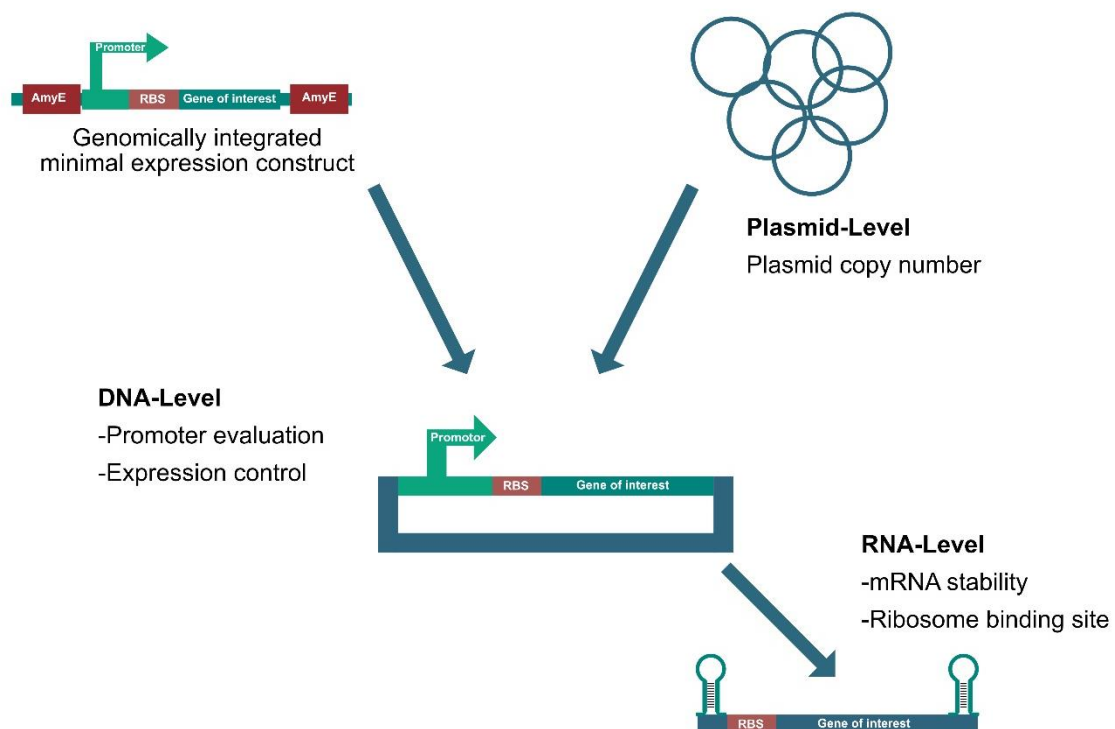 Promoter
AmyE
RBS
Gene of interest
AmyE
Genomically integrated
minimal expression construct
Plasmid-Level
Plasmid copy number
DNA-Level
-Promoter evaluation
-Expression control
Promotor
RBS
Gene of interest
RNA-Level
-mRNA stability
-Ribosome binding site
RBS
Gene of interest